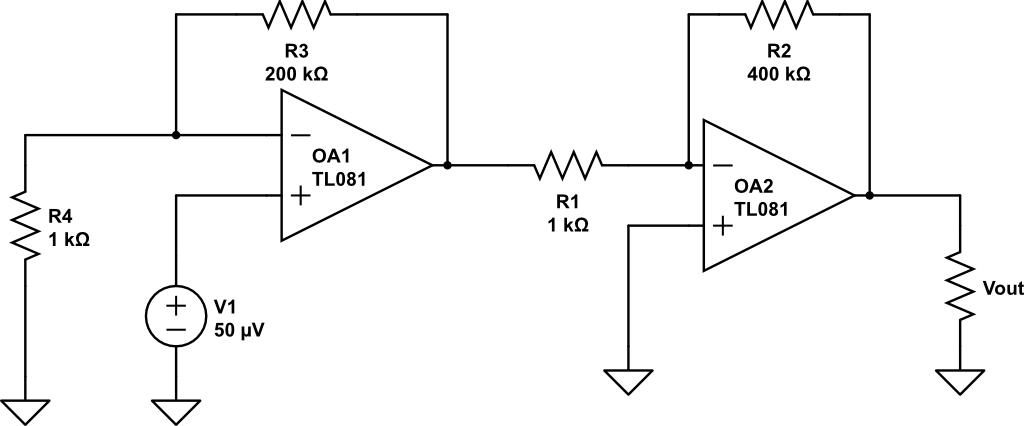 R3
200 kΩ
R2
400 kΩ
OA1
TL081
OA2
TL081
R1
1 kΩ
R4
1 kΩ
V1
50 µV
Vout